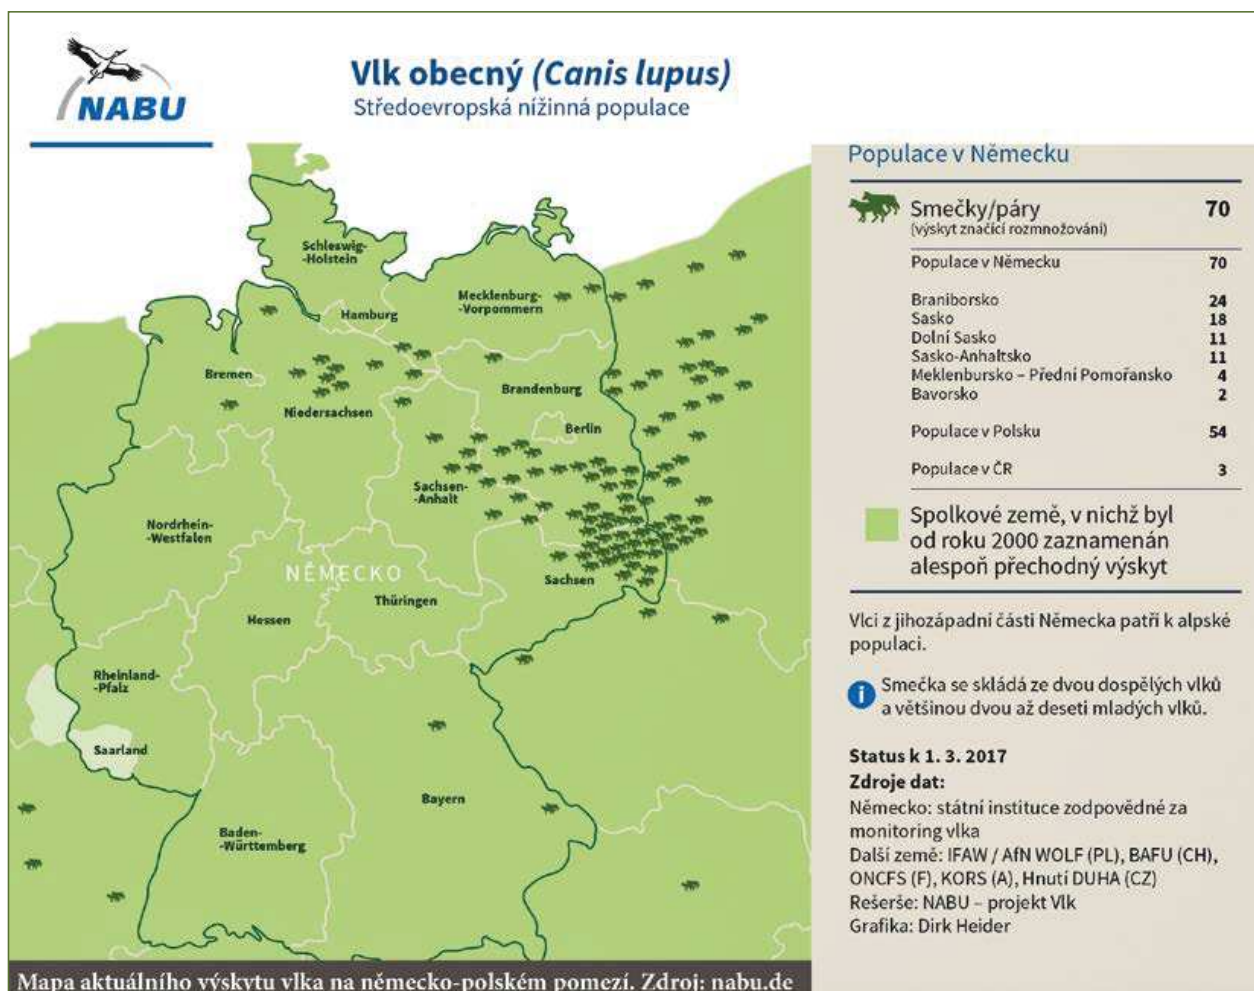 NABU
Vlk obecný (Canis lupus)
Středoevropská nížinná populace
Schleswig-
-Holstein
Hamburg
Mecklenburg-
-Vorpommern
Bremen
Niedersachsen
Brandenburg
Berlin
Sachsen-
-Anhalt
Nordrhein-
-Westfalen
NĚMECKO
Sachsen
Thüringen
Hessen
Rheinland-
-Pfalz
Saarland
Bayern
Baden-
-Württemberg
Mapa aktuálního výskytu vlka na německo-polském pomezí. Zdroj: nabu.de
Populace v Německu
Smečky/páry 70
(výskyt značící rozmnožování)
Populace v Německu 70
Braniborsko 24
Sasko 18
Dolní Sasko 11
Sasko-Anhaltsko 11
Meklenbursko – Přední Pomořansko 4
Bavorsko 2
Populace v Polsku 54
Populace v ČR 3
Spolkové země, v nichž byl
od roku 2000 zaznamenán
alespoň přechodný výskyt
Vlci z jihozápadní části Německa patří k alpské
populaci.
i Smečka se skládá ze dvou dospělých vlků
a většinou dvou až deseti mladých vlků.
Status k 1. 3. 2017
Zdroje dat:
Německo: státní instituce zodpovědné za
monitoring vlka
Další země: IFAW / AfN WOLF (PL), BAFU (CH),
ONCFS (F), KORS (A), Hnutí DUHA (CZ)
Rešerše: NABU – projekt Vlk
Grafika: Dirk Heider